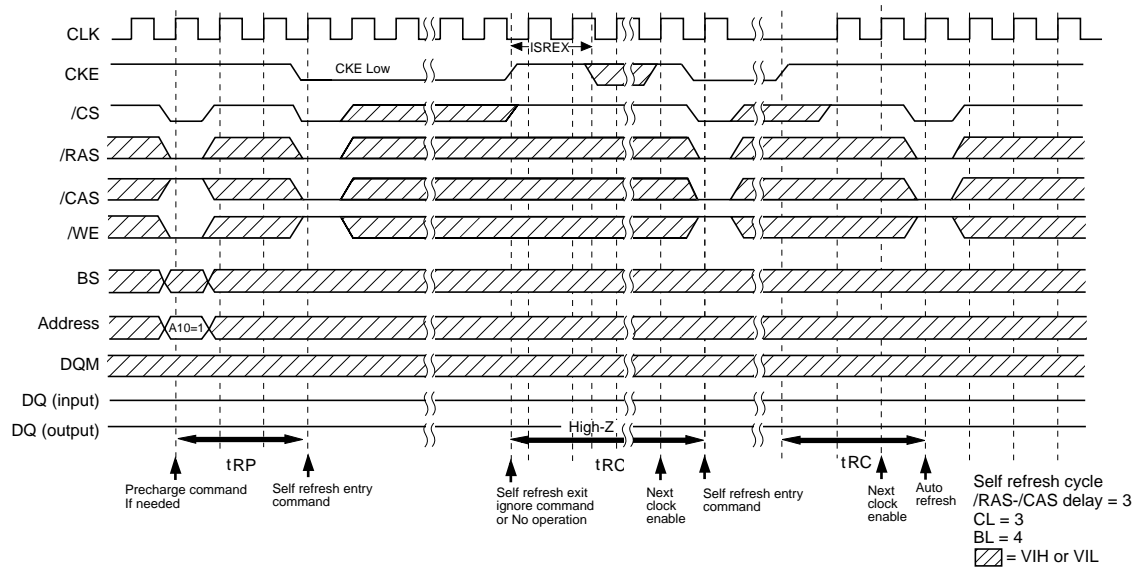 CLK
lSREX
CKE
CKE Low
/CS
/RAS
/CAS
/WE
BS
Address
A10=1
DQM
DQ (input)
DQ (output)
High-Z
tRP
tRC
tRC
Precharge command
If needed
Self refresh entry
command
Self refresh exit
ignore command
or No operation
Next
clock
enable
Self refresh entry
command
Next
clock
enable
Auto
refresh
Self refresh cycle
/RAS-/CAS delay = 3
CL = 3
BL = 4
= VIH or VIL